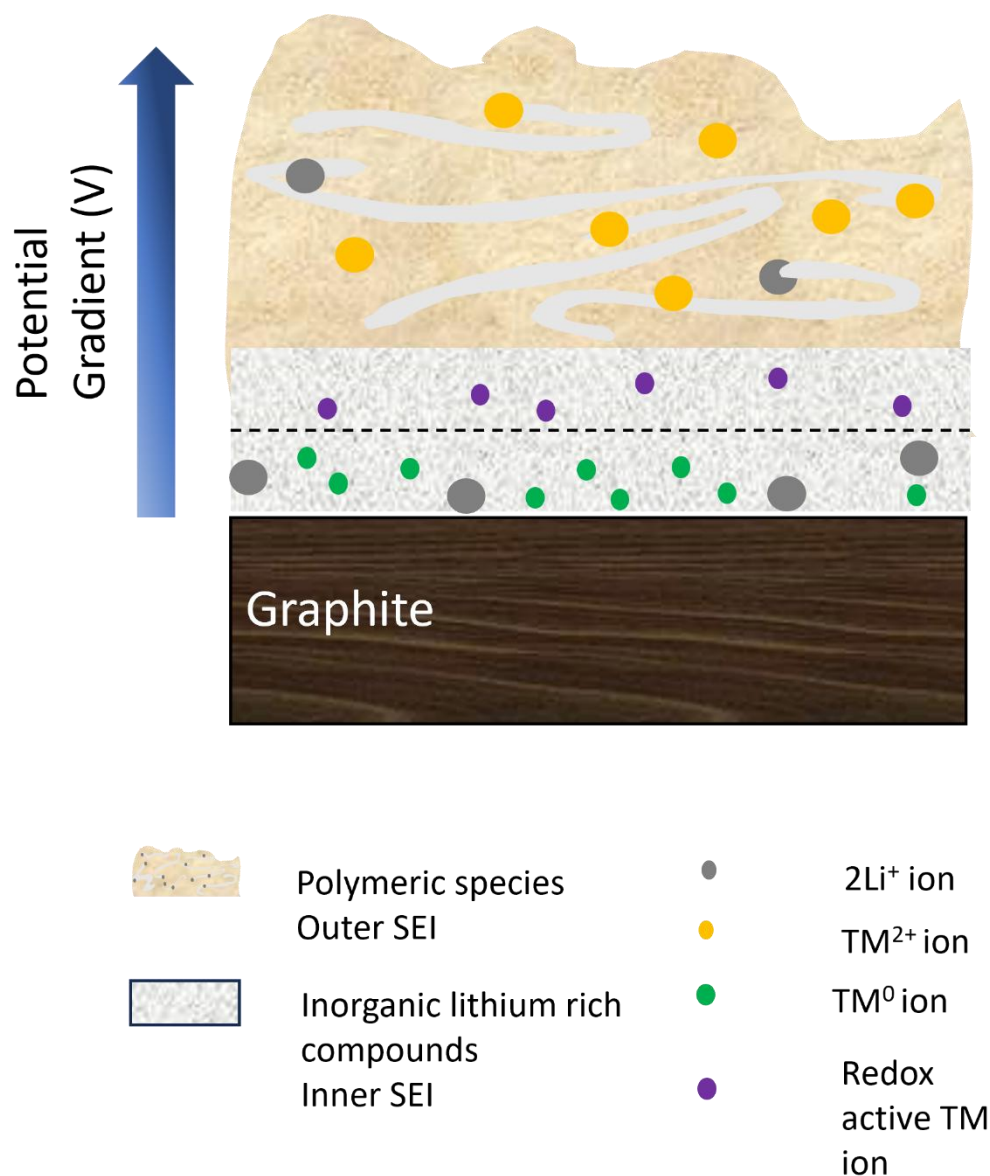 Potential
Gradient (V)
Graphite
Polymeric species
Outer SEI
Inorganic lithium rich
compounds
Inner SEI
2Li⁺ ion
TM²⁺ ion
TM⁰ ion
Redox
active TM
ion